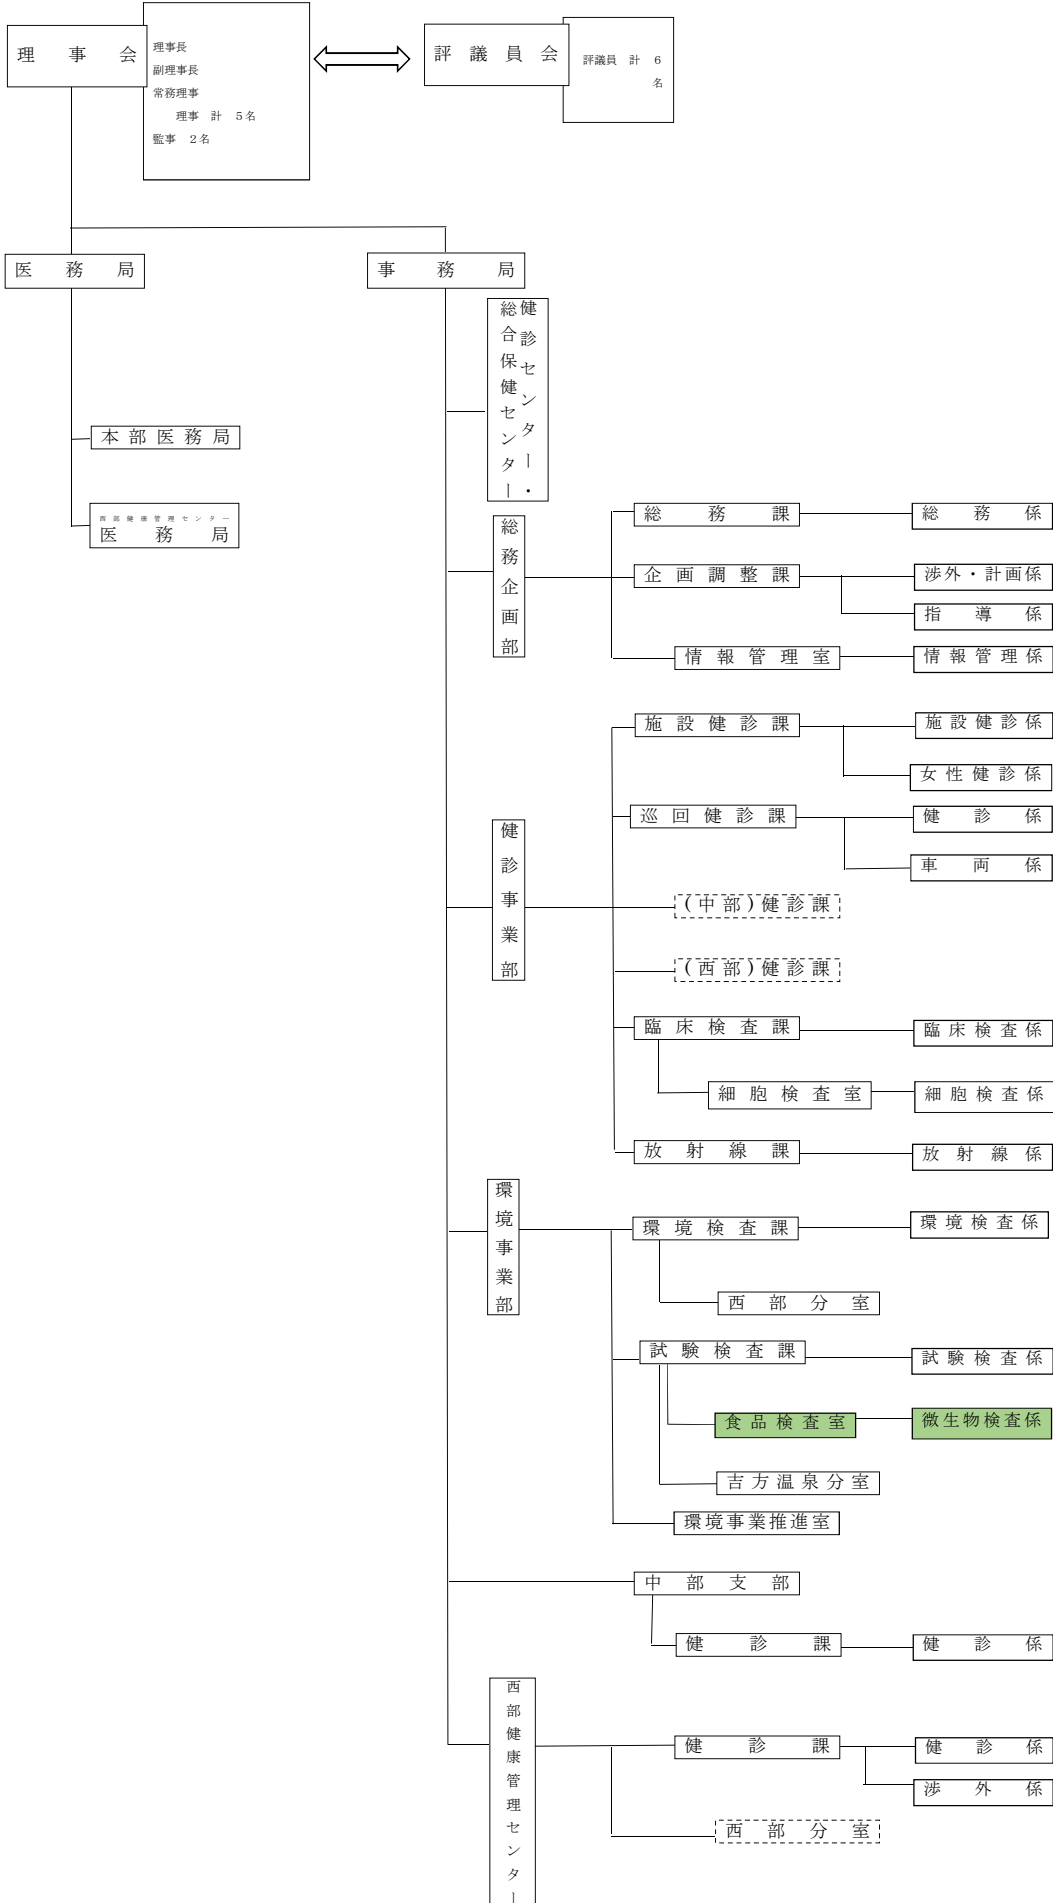 理事会
理事長
副理事長
常務理事
理事 計 5名
監事 2名
評議員会
評議員 計 6
名
医務局
事務局
健診センター・
総合保健センター
本部医務局
西部健康管理センター
医務局
総務企画部
総務課
総務係
企画調整課
渉外・計画係
指導係
情報管理室
情報管理係
健診事業部
施設健診課
施設健診係
女性健診係
巡回健診課
健診係
車両係
(中部)健診課
(西部)健診課
臨床検査課
臨床検査係
細胞検査室
細胞検査係
放射線課
放射線係
環境事業部
環境検査課
環境検査係
西部分室
試験検査課
試験検査係
食品検査室
微生物検査係
吉方温泉分室
環境事業推進室
中部支部
健診課
健診係
西部健康管理センター
健診課
健診係
渉外係
西部分室